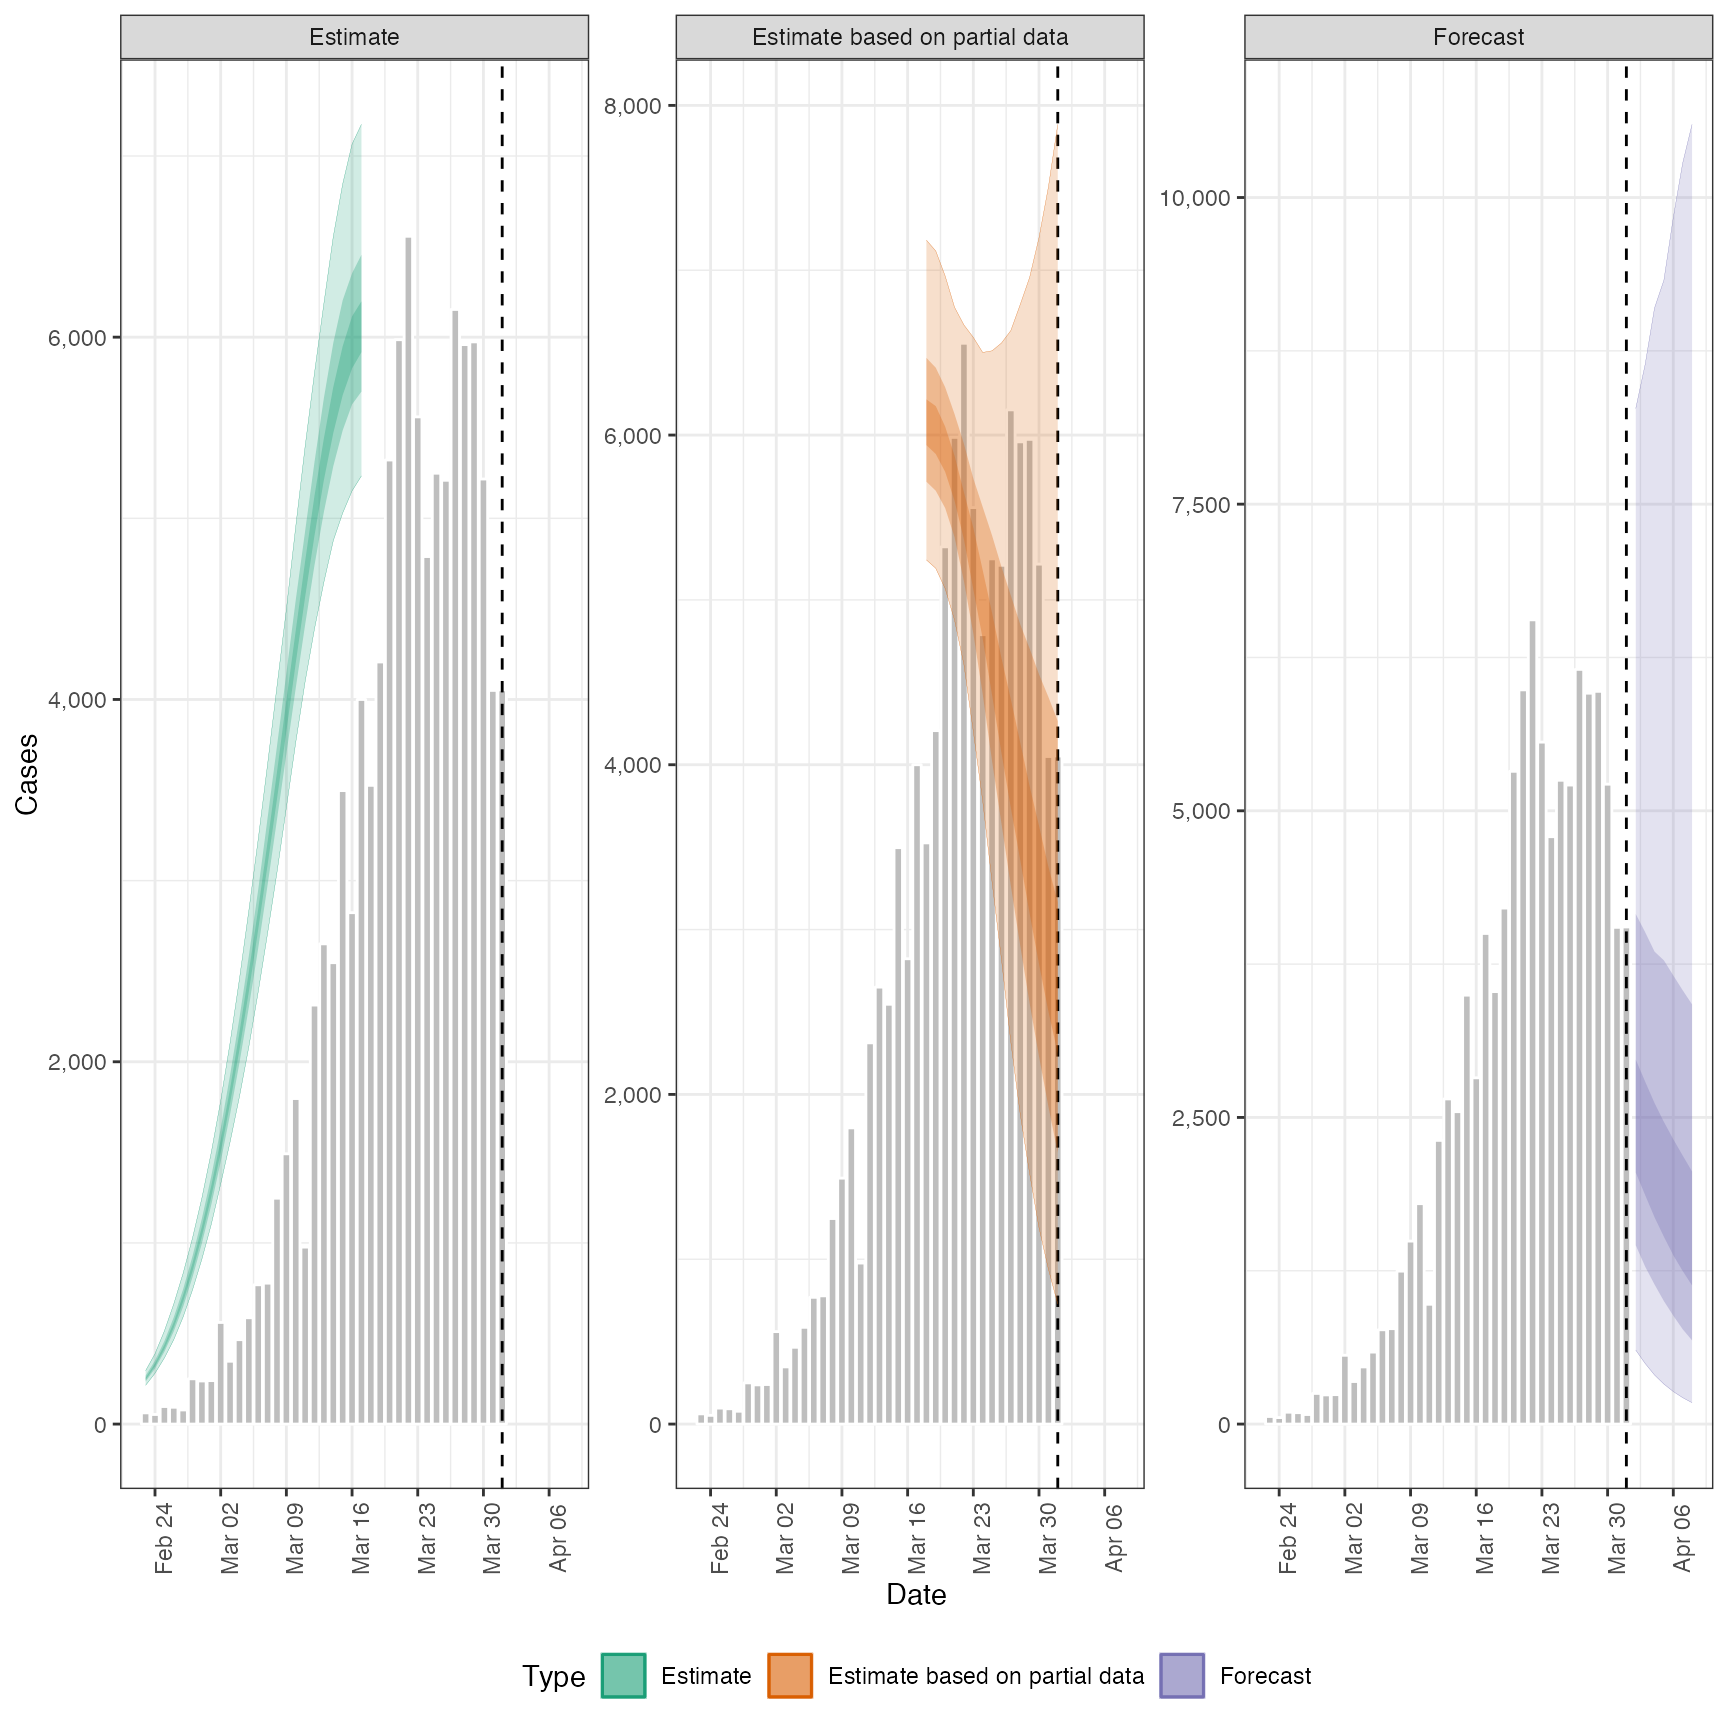 Estimate
Estimate based on partial data
Forecast
Cases
6,000
4,000
2,000
0
8,000
6,000
4,000
2,000
0
10,000
7,500
5,000
2,500
0
Feb 24
Mar 02
Mar 09
Mar 16
Mar 23
Mar 30
Apr 06
Feb 24
Mar 02
Mar 09
Mar 16
Mar 23
Mar 30
Apr 06
Feb 24
Mar 02
Mar 09
Mar 16
Mar 23
Mar 30
Apr 06
Date
Type Estimate Estimate based on partial data Forecast